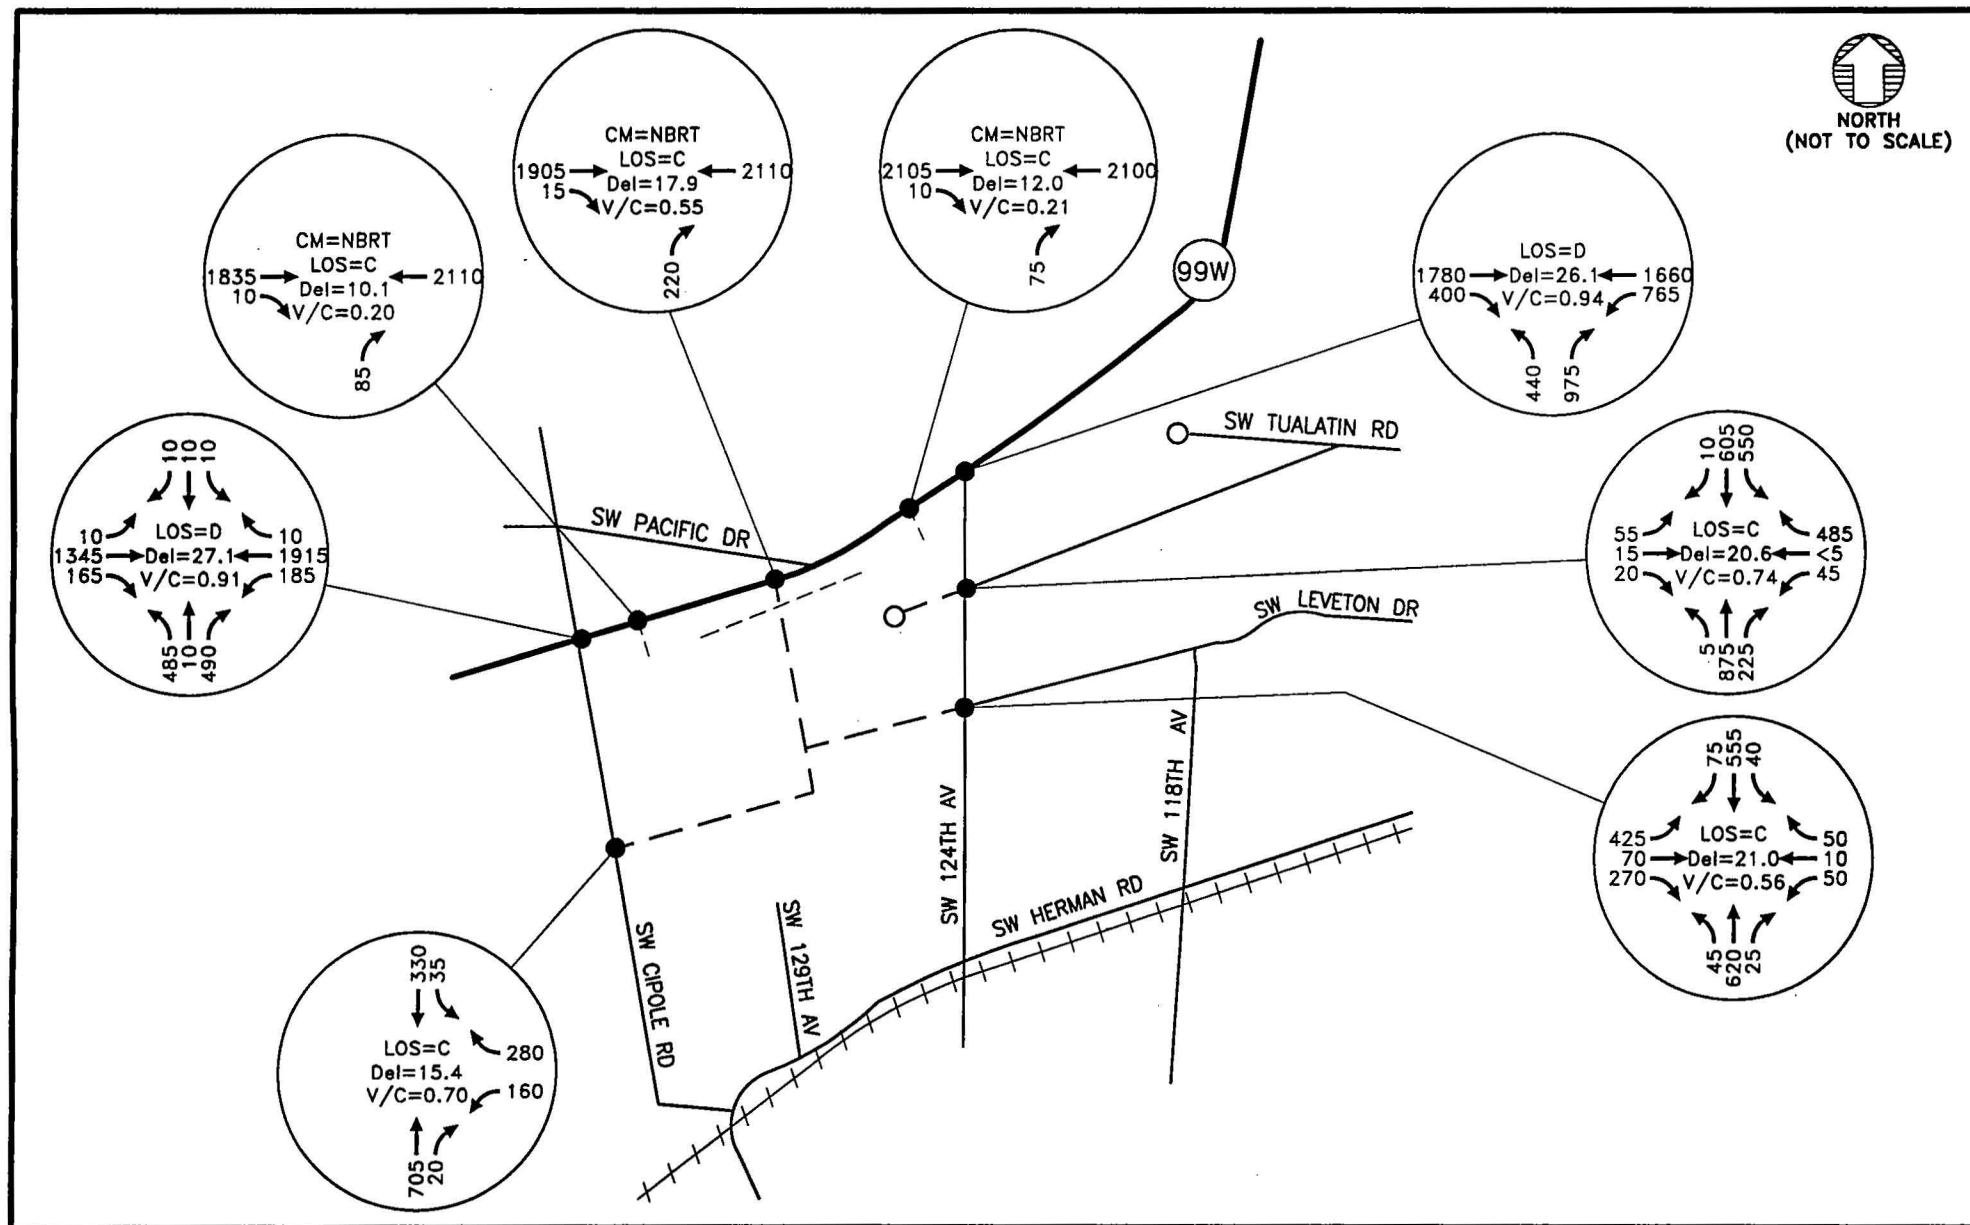 NORTH
(NOT TO SCALE)
CM=NBRT
LOS=C
1905 Del=17.9 2110
15 V/C=0.55
220
CM=NBRT
LOS=C
2105 Del=12.0 2100
10 V/C=0.21
75
CM=NBRT
LOS=C
1835 Del=10.1 2110
10 V/C=0.20
85
99W
LOS=D
1780 Del=26.1 1660
400 V/C=0.94 765
440 975
10 10 10
10 LOS=D 10
1345 Del=27.1 1915
165 V/C=0.91 185
485 10 490
SW TUALATIN RD
SW PACIFIC DR
10 605 550
55 LOS=C 485
15 Del=20.6 <5
20 V/C=0.74 45
5 875 225
SW LEVETON DR
SW 118TH AV
SW 124TH AV
75 555 40
425 LOS=C 50
70 Del=21.0 10
270 V/C=0.56 50
45 620 25
SW HERMAN RD
SW 129TH AV
SW CIPOLE RD
330 35
LOS=C 280
Del=15.4
V/C=0.70 160
705 20